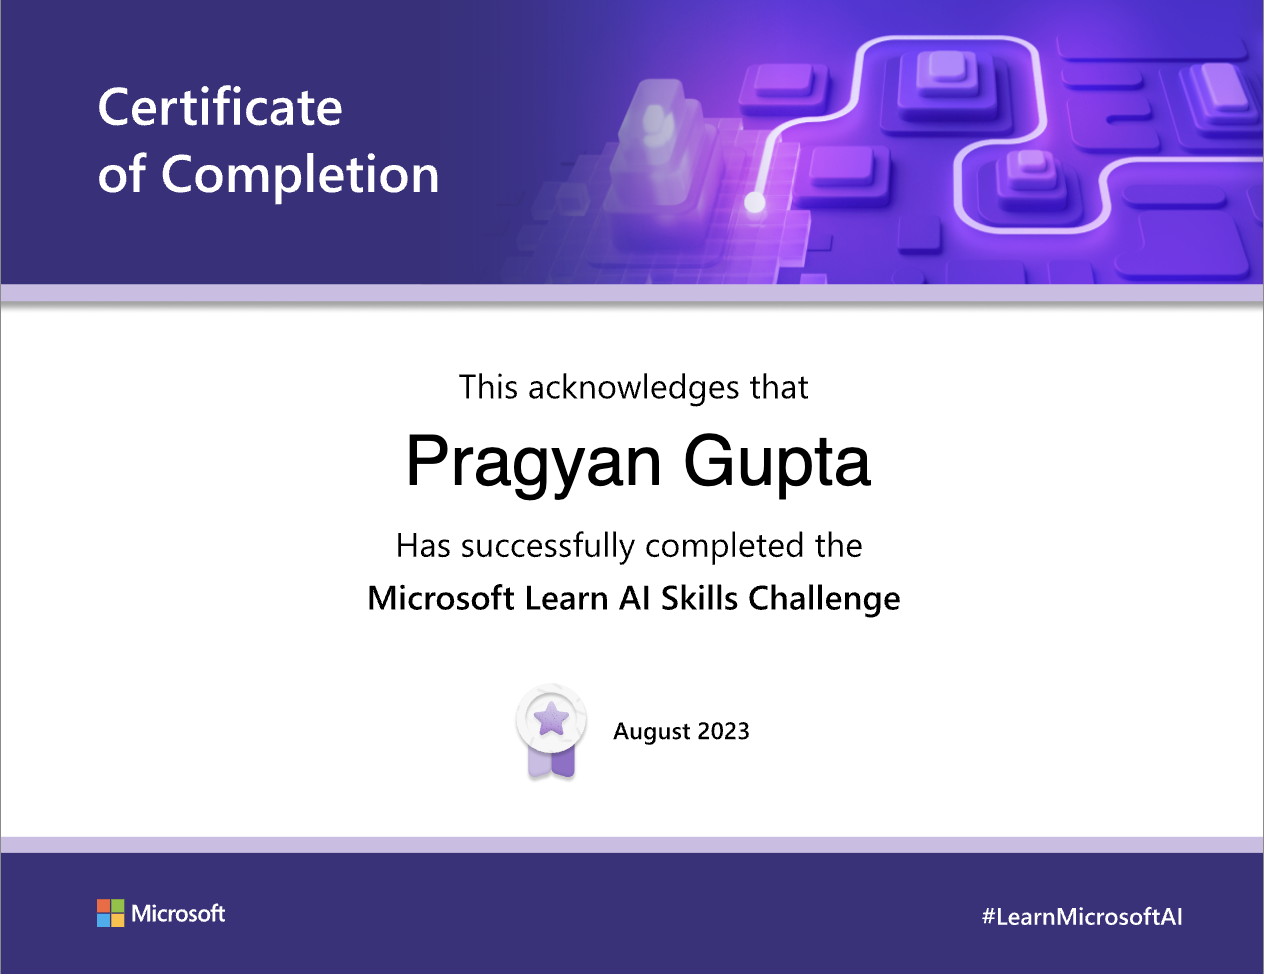 Certificate
of Completion
This acknowledges that
Pragyan Gupta
Has successfully completed the
Microsoft Learn AI Skills Challenge
August 2023
Microsoft
#LearnMicrosoftAI